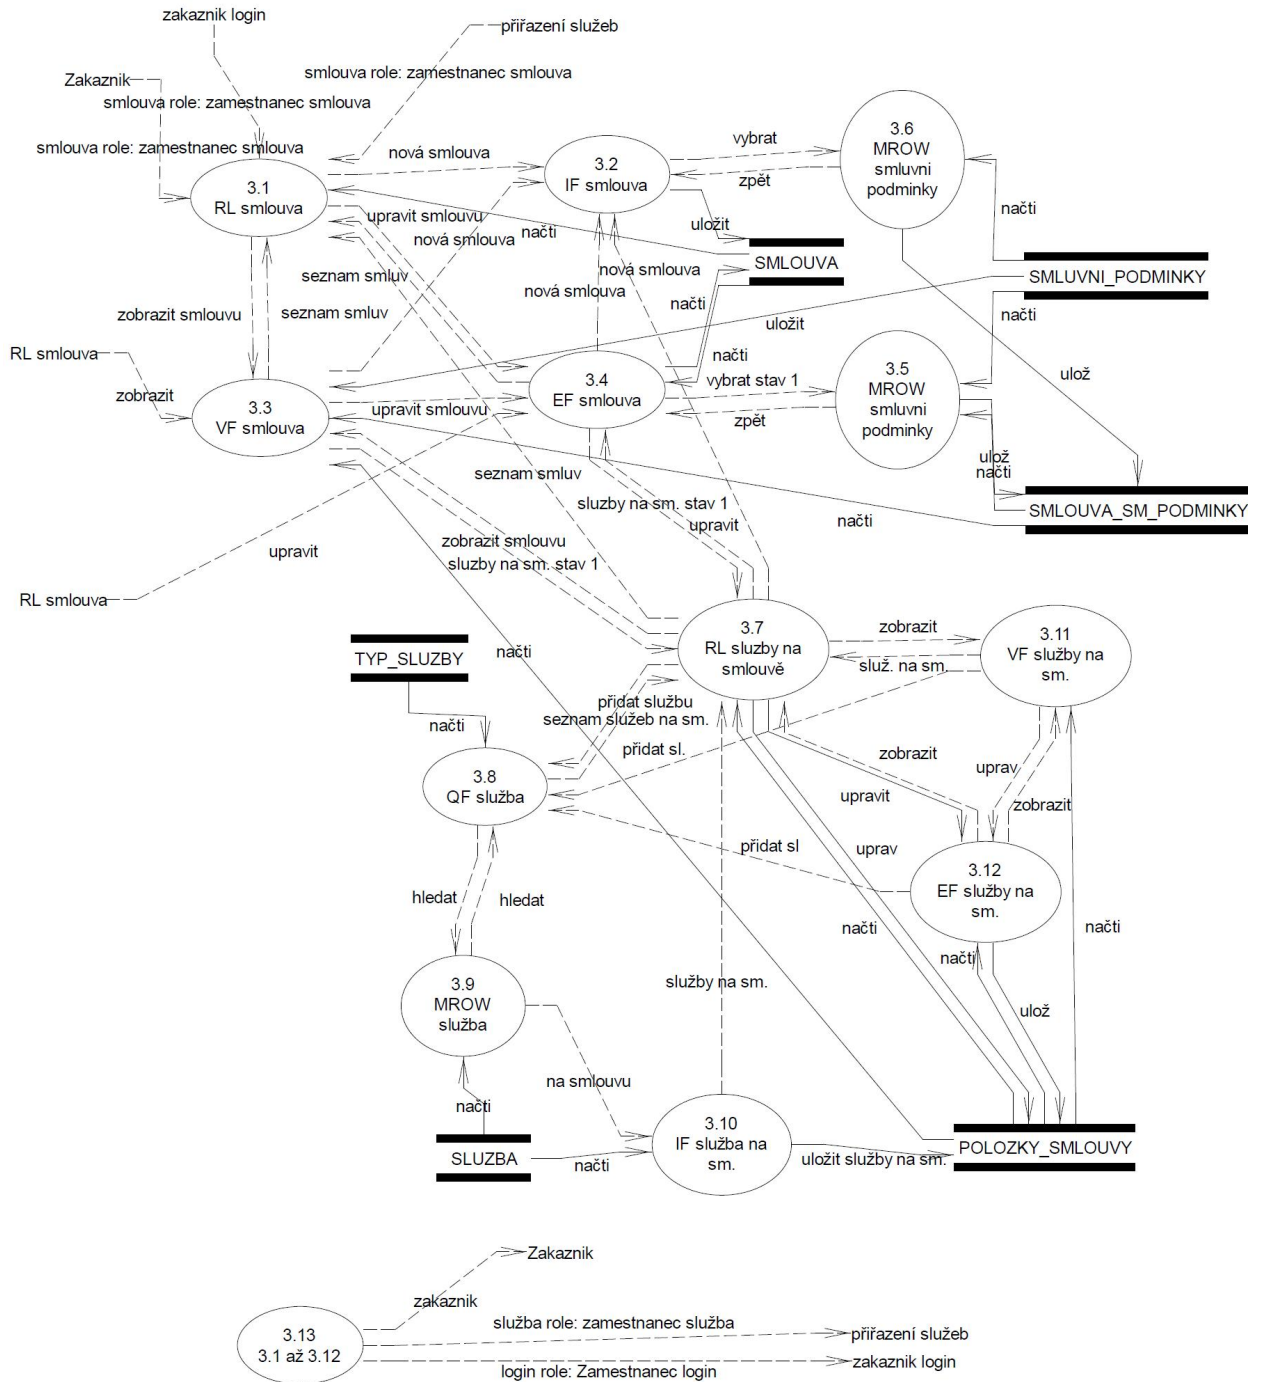 zakaznik login
přiřazení služeb
Zakaznik
smlouva role: zamestnanec smlouva
smlouva role: zamestnanec smlouva
smlouva role: zamestnanec smlouva
nová smlouva
3.1
RL smlouva
3.2
IF smlouva
vybrat
zpět
3.6
MROW
smluvni
podminky
načti
upravit smlouvu
nová smlouva
načti
uložit
SMLOUVA
nová smlouva
nová smlouva
SMLUVNI_PODMINKY
seznam smluv
seznam smluv
zobrazit smlouvu
načti
uložit
načti
RL smlouva
zobrazit
3.3
VF smlouva
upravit smlouvu
3.4
EF smlouva
načti
vybrat stav 1
zpět
3.5
MROW
smluvni
podminky
ulož
ulož
načti
seznam smluv
sluzby na sm. stav 1
upravit
načti
SMLOUVA_SM_PODMINKY
upravit
zobrazit smlouvu
sluzby na sm. stav 1
RL smlouva
TYP_SLUZBY
načti
3.7
RL sluzby na
smlouvě
zobrazit
služ. na sm.
3.11
VF služby na
sm.
přidat službu
seznam služeb na sm.
načti
přidat sl.
zobrazit
uprav
zobrazit
3.8
QF služba
upravit
uprav
přidat sl
3.12
EF služby na
sm.
hledat
hledat
načti
načti
načti
služby na sm.
ulož
3.9
MROW
služba
na smlouvu
načti
SLUZBA
načti
3.10
IF služba na
sm.
uložit služby na sm.
POLOZKY_SMLOUVY
Zakaznik
zakaznik
3.13
3.1 až 3.12
služba role: zamestnanec služba
přiřazení služeb
login role: Zamestnanec login
zakaznik login